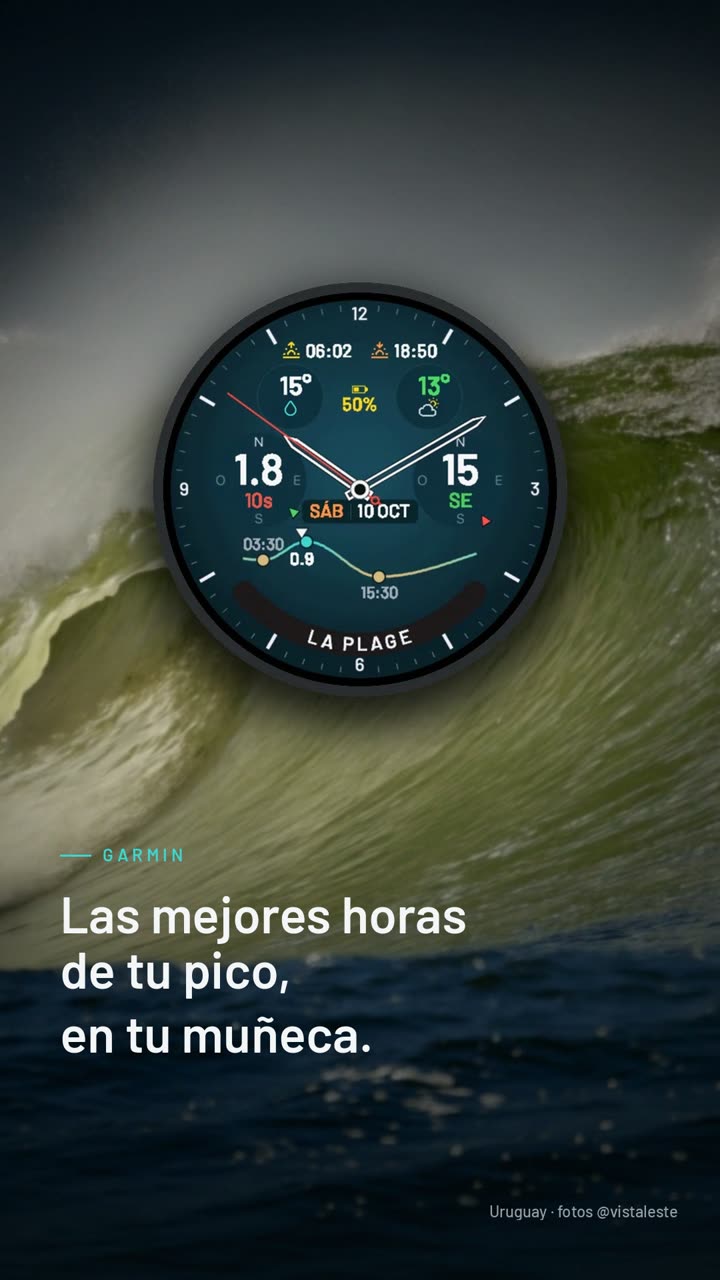 12
06:02 18:50
15° 13°
50%
N N
1.8 15
O E O E
9 3
10s SE
S S
SÁB 10 OCT
03:30
0.9
15:30
LA PLAGE
6
GARMIN
Las mejores horas
de tu pico,
en tu muñeca.
Uruguay · fotos @vistaleste